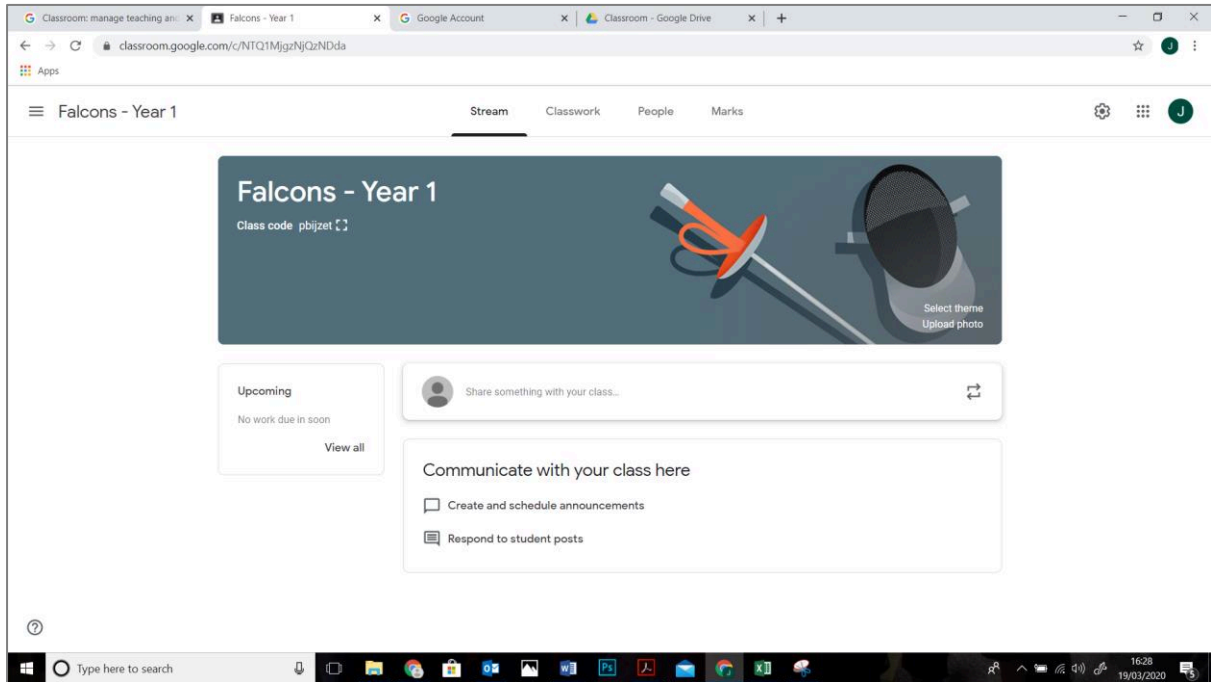 Classroom: manage teaching and
Falcons - Year 1
Google Account
Classroom - Google Drive
classroom.google.com/c/NTQ1MjgzNjQzNDda
Apps
Falcons - Year 1
Stream
Classwork
People
Marks
J
Falcons - Year 1
Class code pbijzet
Select theme
Upload photo
Upcoming
No work due in soon
View all
Share something with your class...
Communicate with your class here
Create and schedule announcements
Respond to student posts
Type here to search
16:28
19/03/2020